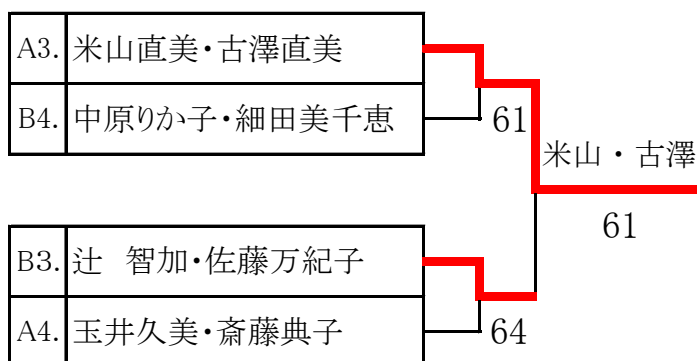 A3. 米山直美・古澤直美
B4. 中原りか子・細田美千恵
61
米山・古澤
61
B3. 辻 智加・佐藤万紀子
A4. 玉井久美・斎藤典子
64